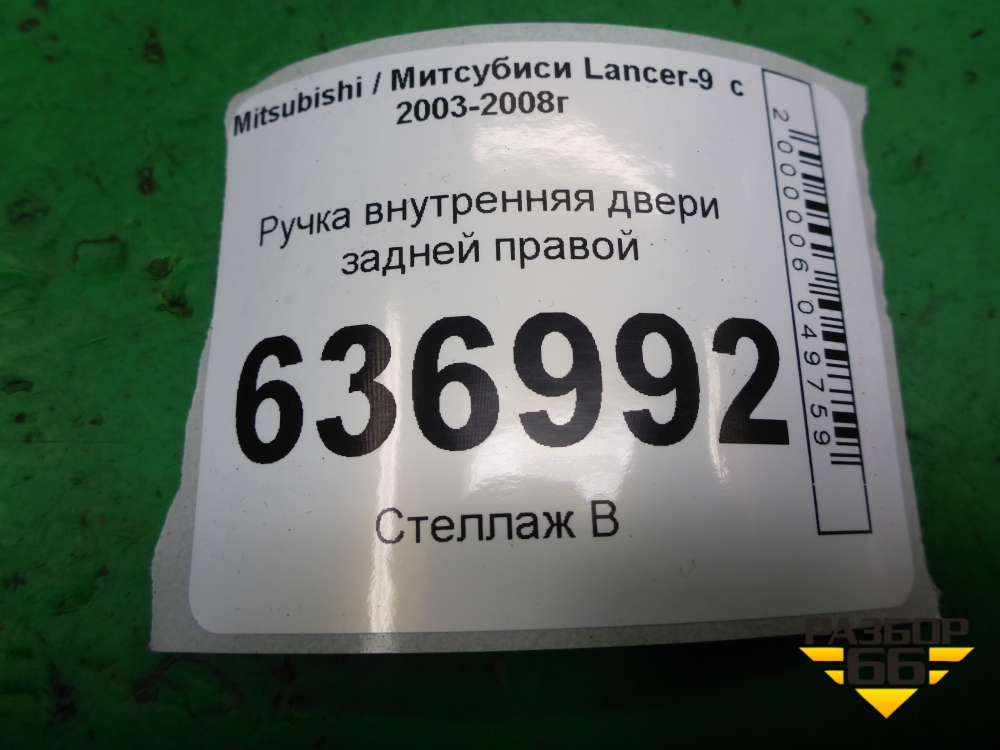 Mitsubishi / Митсубиси Lancer-9 с
2003-2008г
Ручка внутренняя двери
задней правой
636992
Стеллаж В
2000006049759
РАЗБОР
66